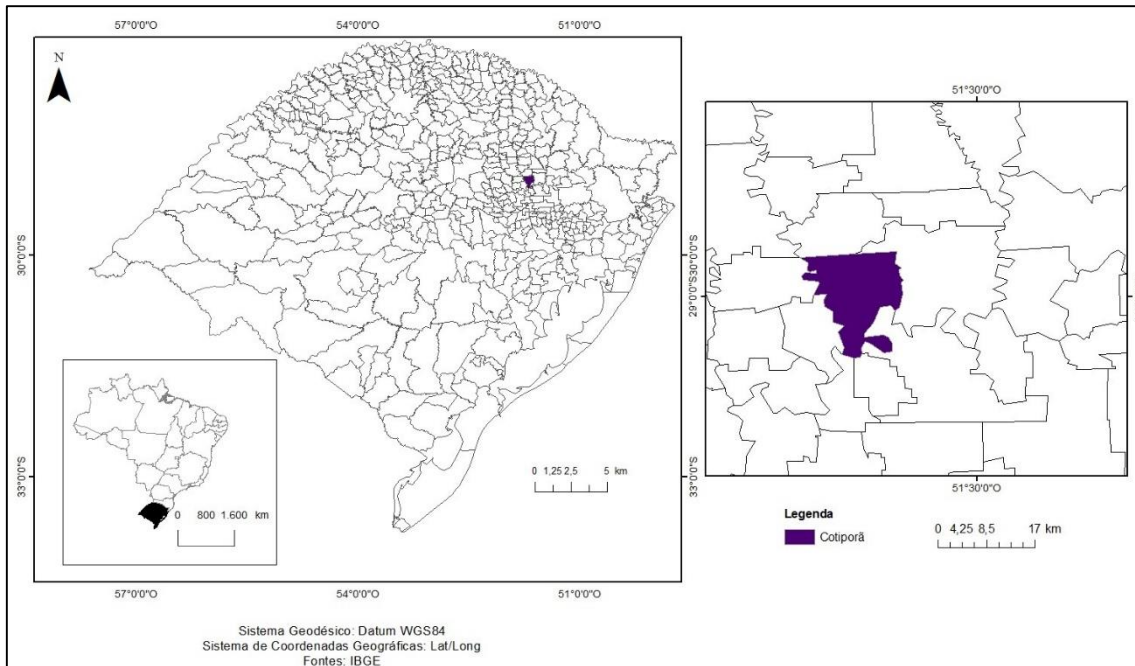 57°0'0"O 54°0'0"O 51°0'0"O
N
30°0'0"S
33°0'0"S
0 1,25 2,5 5 km
0 800 1.600 km
57°0'0"O 54°0'0"O 51°0'0"O
Sistema Geodésico: Datum WGS84
Sistema de Coordenadas Geográficas: Lat/Long
Fontes: IBGE
51°30'0"O
30°0'0"S
29°0'0"S
51°30'0"O
Legenda
Cotiporã
0 4,25 8,5 17 km